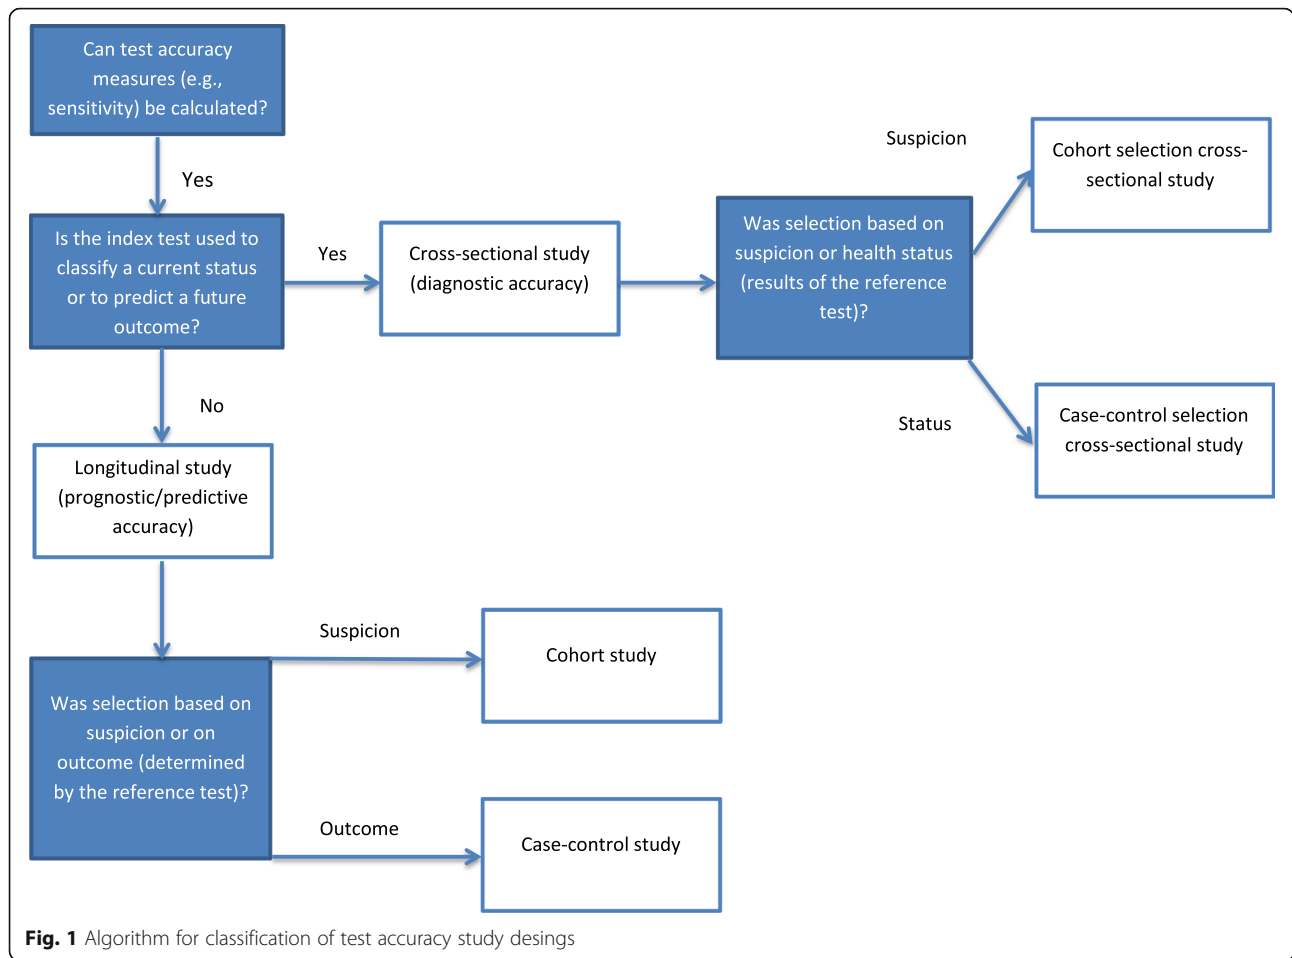 Can test accuracy
measures (e.g.,
sensitivity) be calculated?
Yes
Is the index test used to
classify a current status
or to predict a future
outcome?
Yes
Cross-sectional study
(diagnostic accuracy)
Was selection based on
suspicion or health status
(results of the reference
test)?
Suspicion
Cohort selection cross-
sectional study
Status
Case-control selection
cross-sectional study
No
Longitudinal study
(prognostic/predictive
accuracy)
Was selection based on
suspicion or on
outcome (determined
by the reference test)?
Suspicion
Cohort study
Outcome
Case-control study
Fig. 1 Algorithm for classification of test accuracy study desings